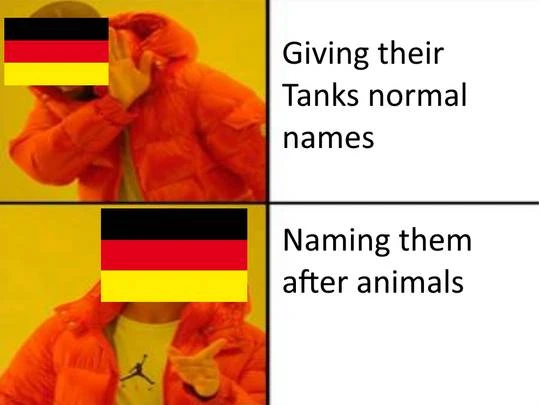 Giving their
Tanks normal
names
Naming them
after animals